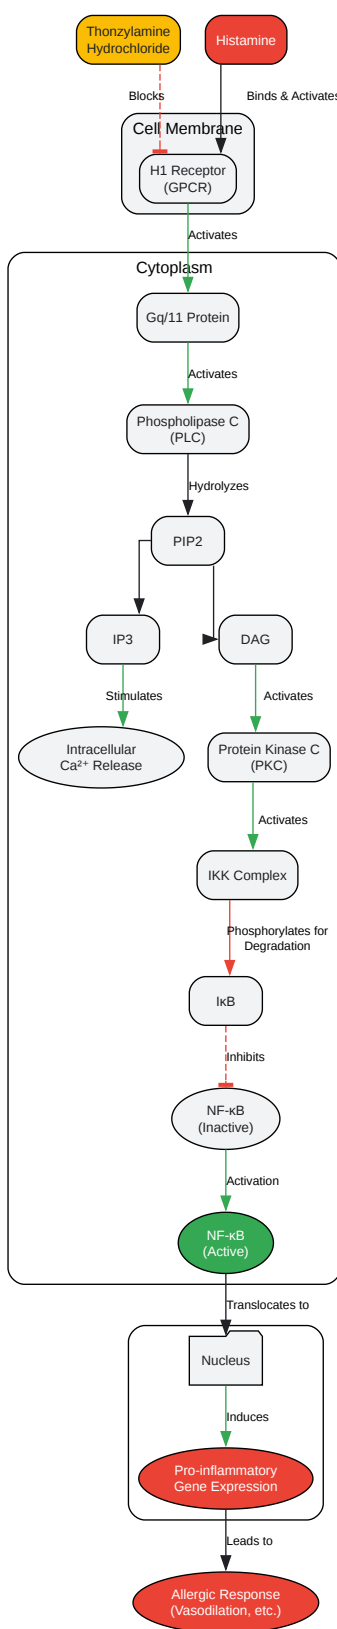 Thonzylamine
Hydrochloride
Histamine
Blocks
Binds & Activates
Cell Membrane
H1 Receptor
(GPCR)
Activates
Cytoplasm
Gq/11 Protein
Activates
Phospholipase C
(PLC)
Hydrolyzes
PIP2
IP3
DAG
Stimulates
Activates
Intracellular
Ca²⁺ Release
Protein Kinase C
(PKC)
Activates
IKK Complex
Phosphorylates for
Degradation
IκB
Inhibits
NF-κB
(Inactive)
Activation
NF-κB
(Active)
Translocates to
Nucleus
Induces
Pro-inflammatory
Gene Expression
Leads to
Allergic Response
(Vasodilation, etc.)